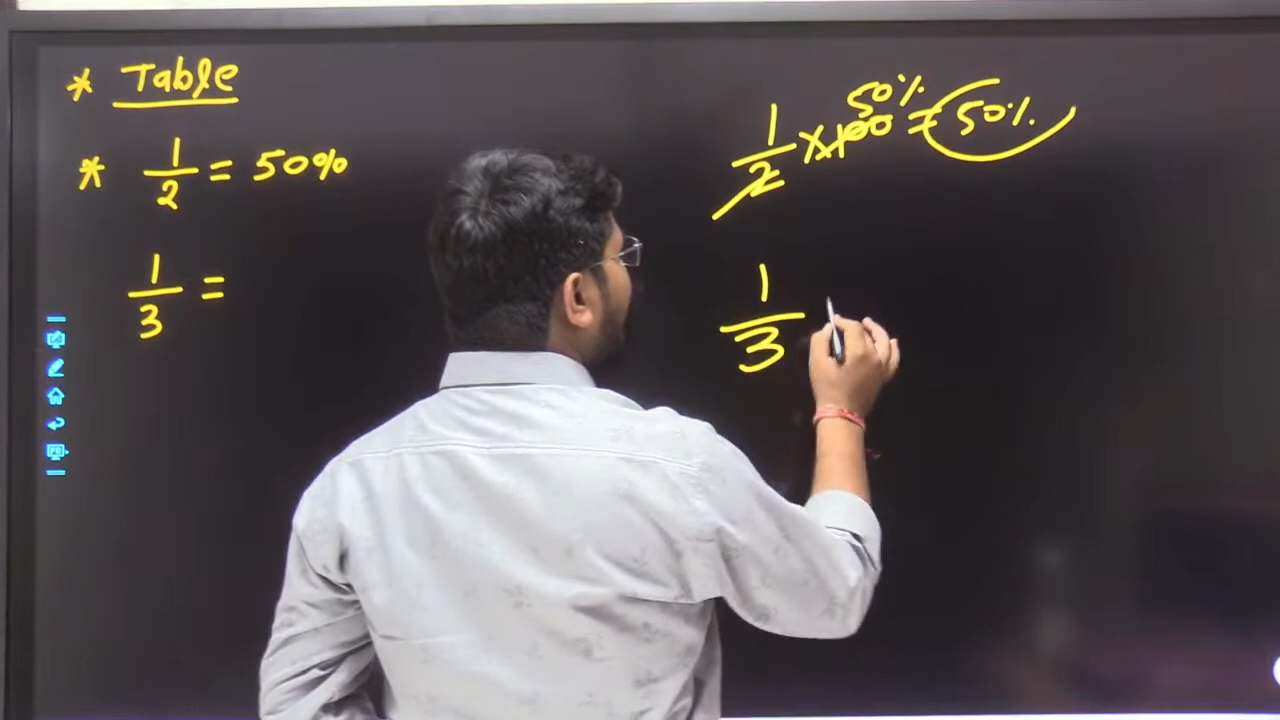 * Table
* 1/2 = 50%
1/3 =
50%
1/2 × 100 = 50%
1/3